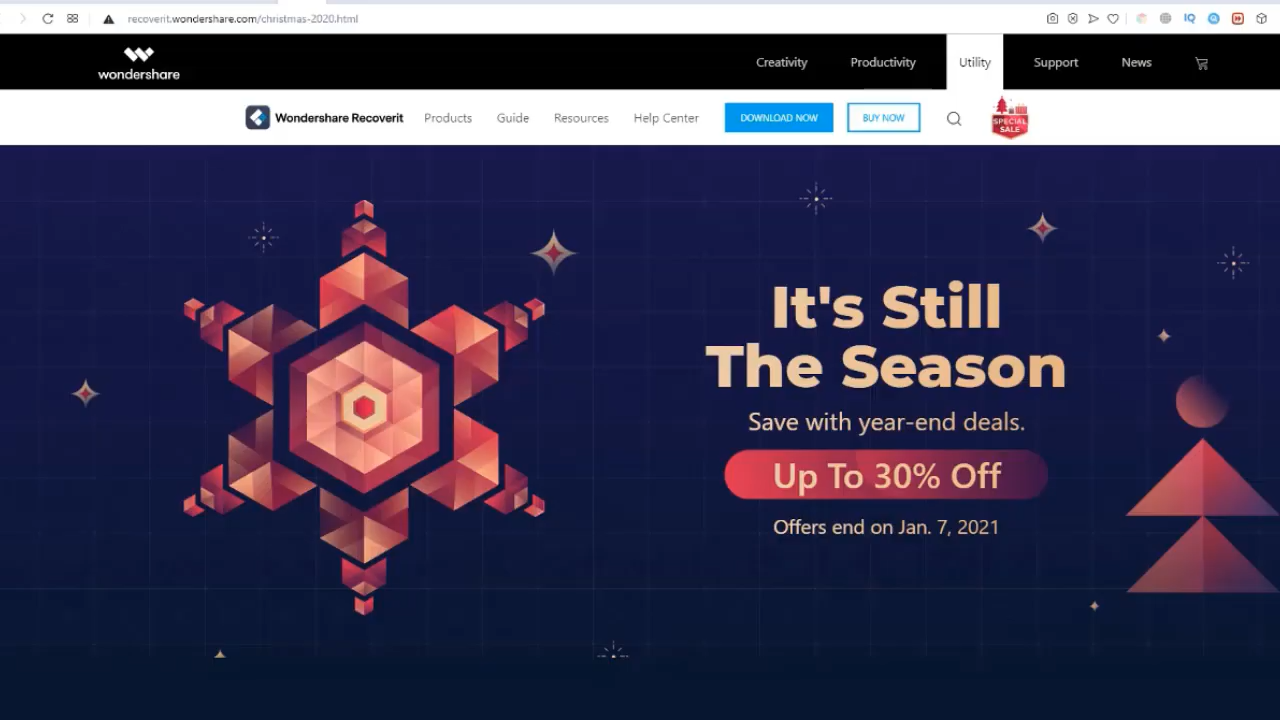 recoverit.wondershare.com/christmas-2020.html
wondershare
Creativity
Productivity
Utility
Support
News
Wondershare Recoverit
Products
Guide
Resources
Help Center
DOWNLOAD NOW
BUY NOW
SPECIAL
SALE
It's Still
The Season
Save with year-end deals.
Up To 30% Off
Offers end on Jan. 7, 2021